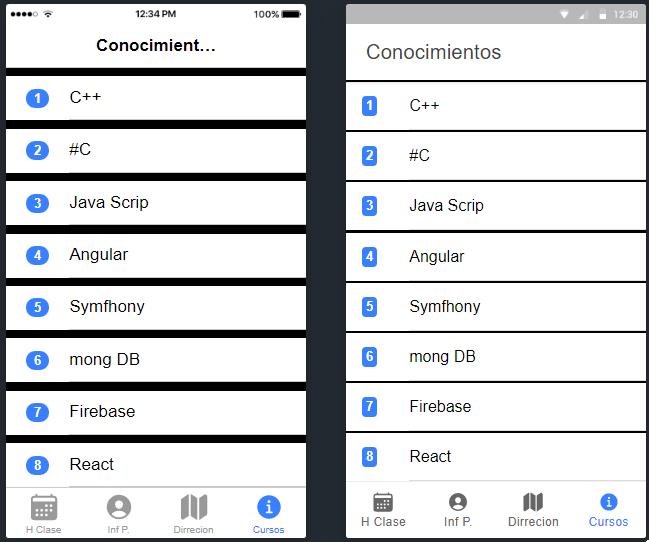 12:34 PM
100%
Conocimient...
1 C++
2 #C
3 Java Scrip
4 Angular
5 Symfhony
6 mong DB
7 Firebase
8 React
H Clase Inf P. Dirrecion Cursos
12:30
Conocimientos
1 C++
2 #C
3 Java Scrip
4 Angular
5 Symfhony
6 mong DB
7 Firebase
8 React
H Clase Inf P. Dirrecion Cursos